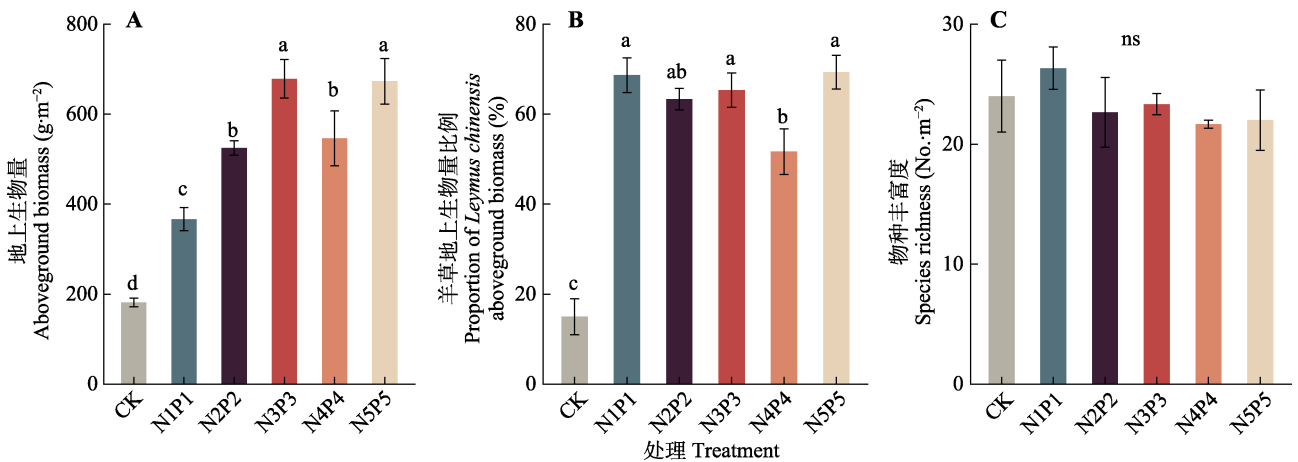 A
地上生物量
Aboveground biomass (g·m⁻²)
800
600
400
200
0
d
c
b
a
b
a
CK
N1P1
N2P2
N3P3
N4P4
N5P5
B
羊草地上生物量比例
Proportion of Leymus chinensis
aboveground biomass (%)
80
60
40
20
0
c
a
ab
a
b
a
CK
N1P1
N2P2
N3P3
N4P4
N5P5
处理 Treatment
C
物种丰富度
Species richness (No.·m⁻²)
30
20
10
0
ns
CK
N1P1
N2P2
N3P3
N4P4
N5P5